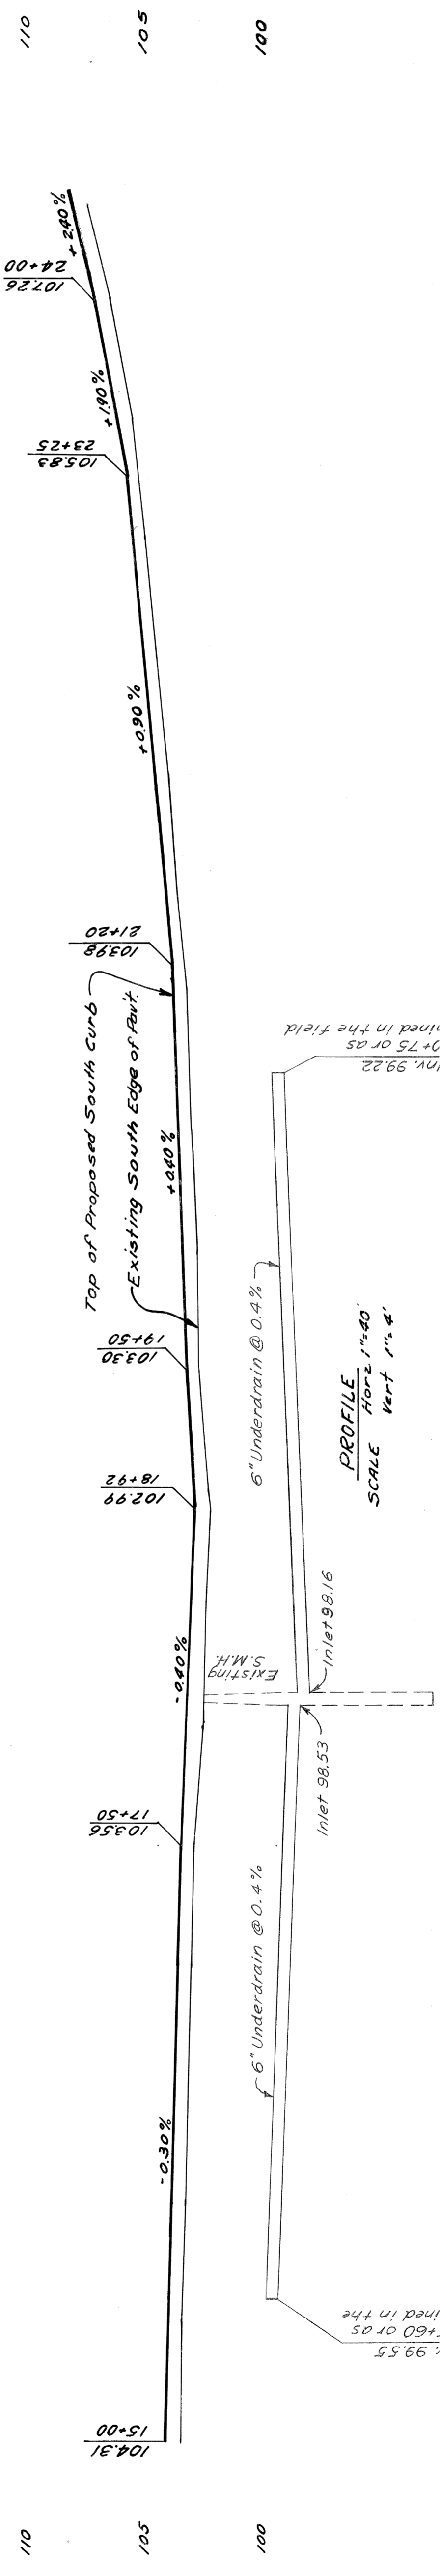 110
105
100
+2.40%
24+00
107.26
+1.90%
23+25
105.83
+0.90%
21+20
103.98
Top of Proposed South Curb
Existing South Edge of Pav't.
+0.40%
19+50
103.30
18+92
102.99
-0.40%
17+50
103.56
-0.30%
15+00
104.31
Inv. 99.22
0+75 or as
ined in the field
6" Underdrain @ 0.4%
PROFILE
SCALE Horz 1"=40'
Vert 1"=4'
Existing
S.M.H.
Inlet 98.16
Inlet 98.53
6" Underdrain @ 0.4%
99.55
+60 or as
ined in the
110
105
100